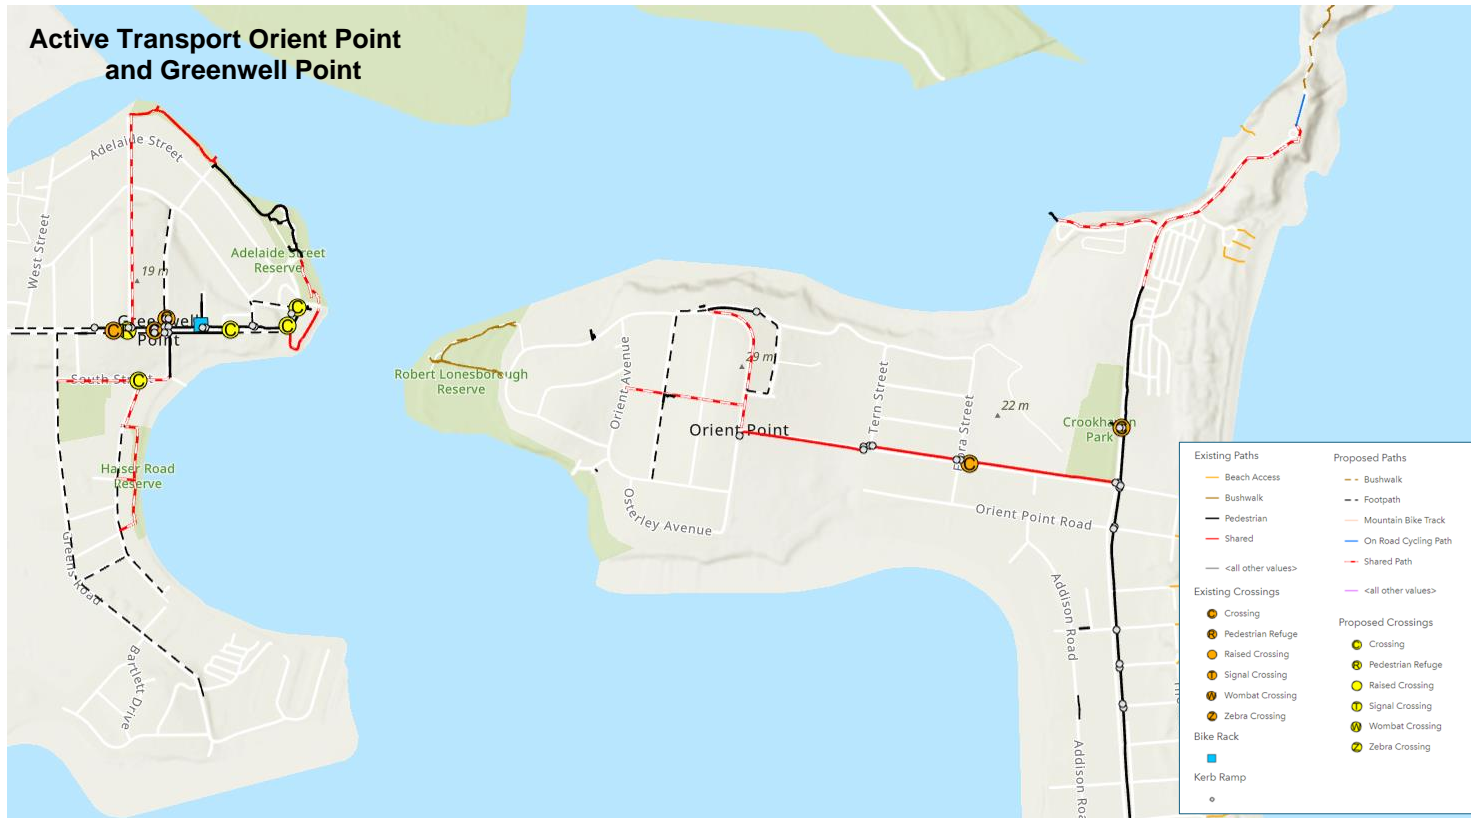 Active Transport Orient Point
and Greenwell Point
Adelaide Street
West Street
19 m
Adelaide Street
Reserve
Greenwell
Point
South Street
Haiser Road
Reserve
Greens Road
Bartlett Drive
Robert Lonesborough
Reserve
Orient Avenue
29 m
Orient Point
Osterley Avenue
Tern Street
22 m
Crookhaven
Park
Orient Point Road
Addison Road
Addison Road
Existing Paths
Beach Access
Bushwalk
Pedestrian
Shared
<all other values>
Existing Crossings
C Crossing
R Pedestrian Refuge
Raised Crossing
T Signal Crossing
W Wombat Crossing
Z Zebra Crossing
Bike Rack
Kerb Ramp
Proposed Paths
Bushwalk
Footpath
Mountain Bike Track
On Road Cycling Path
Shared Path
<all other values>
Proposed Crossings
C Crossing
R Pedestrian Refuge
Raised Crossing
T Signal Crossing
W Wombat Crossing
Z Zebra Crossing